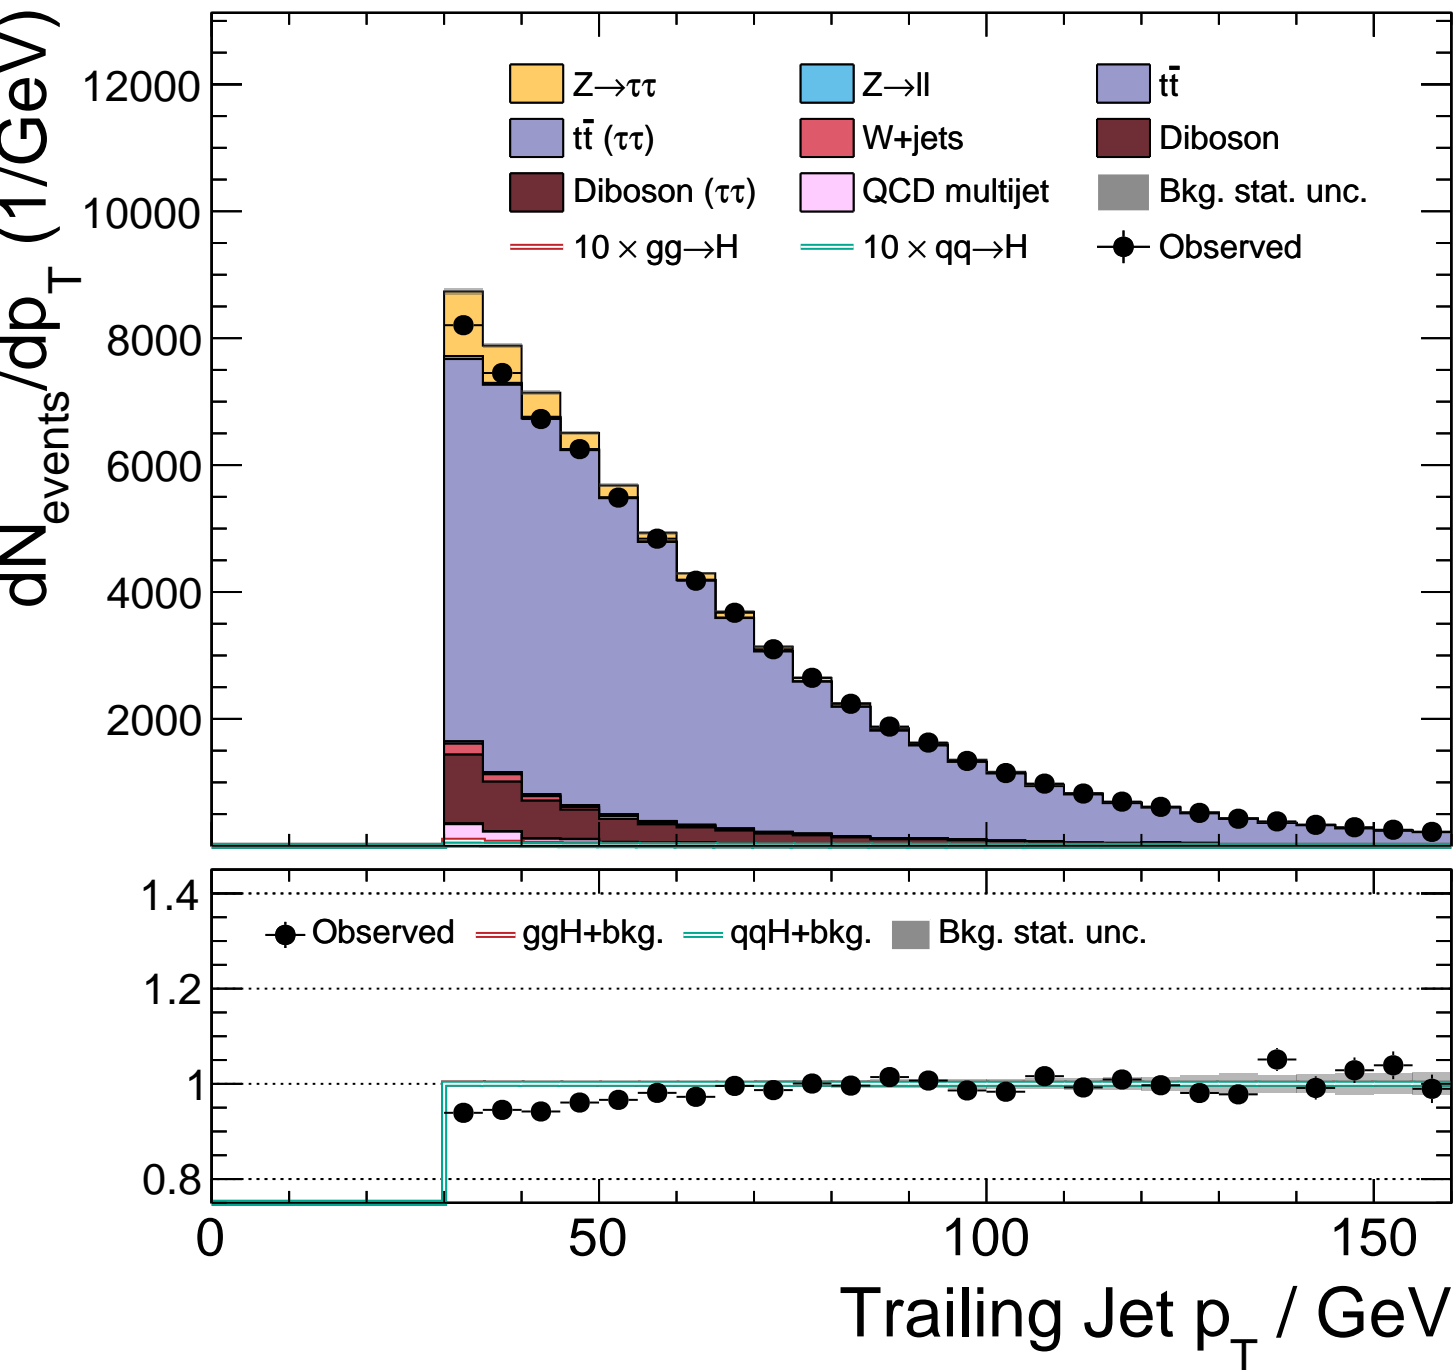 dN_events/dp_T (1/GeV)
12000
10000
8000
6000
4000
2000
Z→ττ Z→ll tt̄
tt̄ (ττ) W+jets Diboson
Diboson (ττ) QCD multijet Bkg. stat. unc.
10 × gg→H 10 × qq→H Observed
1.4
1.2
1
0.8
Observed ggH+bkg. qqH+bkg. Bkg. stat. unc.
0 50 100 150
Trailing Jet p_T / GeV